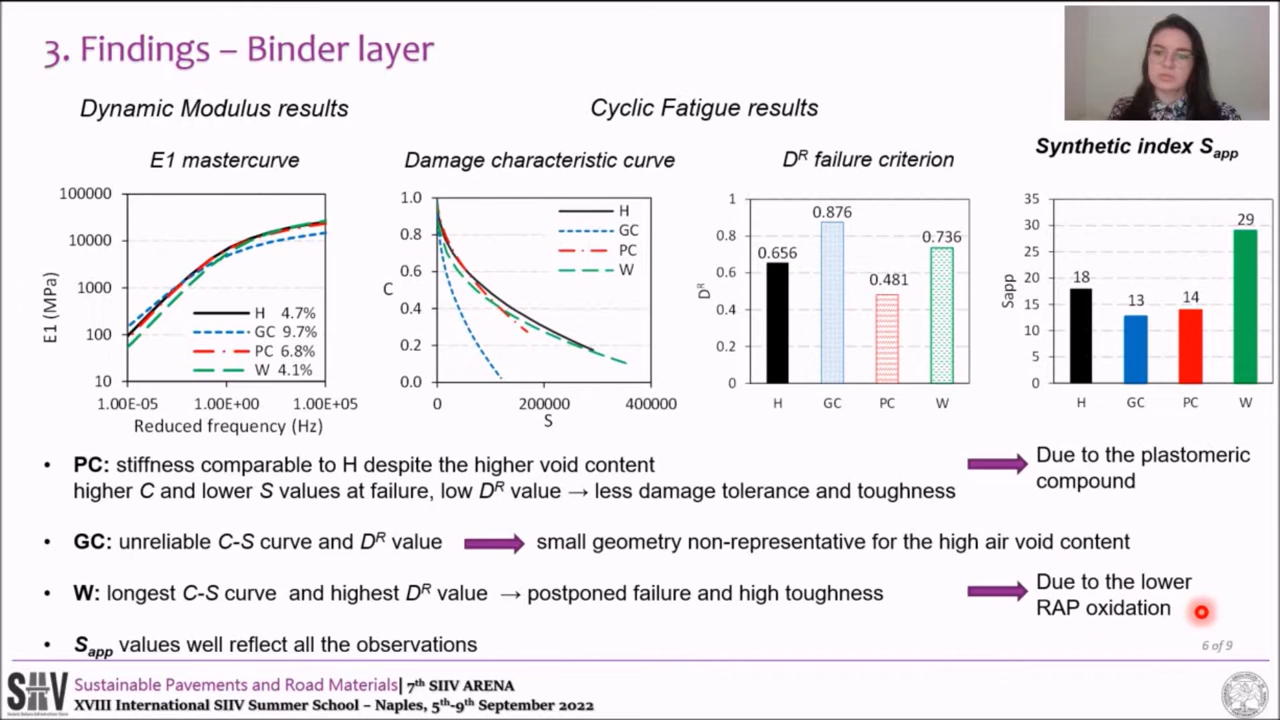 3. Findings – Binder layer
Dynamic Modulus results
Cyclic Fatigue results
E1 mastercurve
Damage characteristic curve
Dᴿ failure criterion
Synthetic index Sapp
100000
10000
1000
100
10
E1 (MPa)
H 4.7%
GC 9.7%
PC 6.8%
W 4.1%
1.00E-05 1.00E+00 1.00E+05
Reduced frequency (Hz)
1.0
0.8
0.6
0.4
0.2
0.0
C
H
GC
PC
W
0 200000 400000
S
1
0.8
0.6
0.4
0.2
0
Dᴿ
0.656
0.876
0.481
0.736
H GC PC W
35
30
25
20
15
10
5
0
Sapp
18
13
14
29
H GC PC W
• PC: stiffness comparable to H despite the higher void content
higher C and lower S values at failure, low Dᴿ value → less damage tolerance and toughness
Due to the plastomeric
compound
• GC: unreliable C-S curve and Dᴿ value
small geometry non-representative for the high air void content
• W: longest C-S curve and highest Dᴿ value → postponed failure and high toughness
Due to the lower
RAP oxidation
• Sapp values well reflect all the observations
6 of 9
SIIV
Sustainable Pavements and Road Materials| 7th SIIV ARENA
XVIII International SIIV Summer School – Naples, 5th-9th September 2022